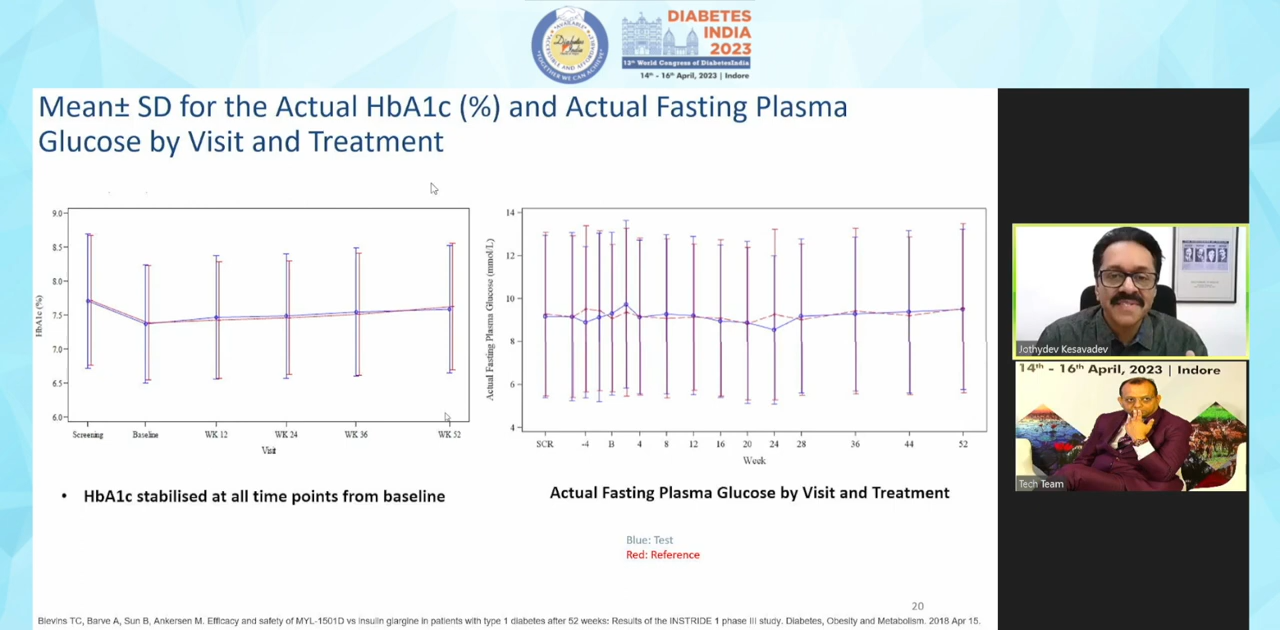 DIABETES
INDIA
2023
12th World Congress of DiabetesIndia
14th - 16th April, 2023 | Indore
Mean± SD for the Actual HbA1c (%) and Actual Fasting Plasma
Glucose by Visit and Treatment
HbA1c (%)
9.0
8.5
8.0
7.5
7.0
6.5
6.0
Screening Baseline WK 12 WK 24 WK 36 WK 52
Visit
• HbA1c stabilised at all time points from baseline
Actual Fasting Plasma Glucose (mmol/L)
14
12
10
8
6
4
SCR -4 B 4 8 12 16 20 24 28 36 44 52
Week
Actual Fasting Plasma Glucose by Visit and Treatment
Blue: Test
Red: Reference
20
Blevins TC, Barve A, Sun B, Ankersen M. Efficacy and safety of MYL-1501D vs insulin glargine in patients with type 1 diabetes after 52 weeks: Results of the INSTRIDE 1 phase III study. Diabetes, Obesity and Metabolism. 2018 Apr 15.
Jothydev Kesavadev
14th - 16th April, 2023 | Indore
Tech Team